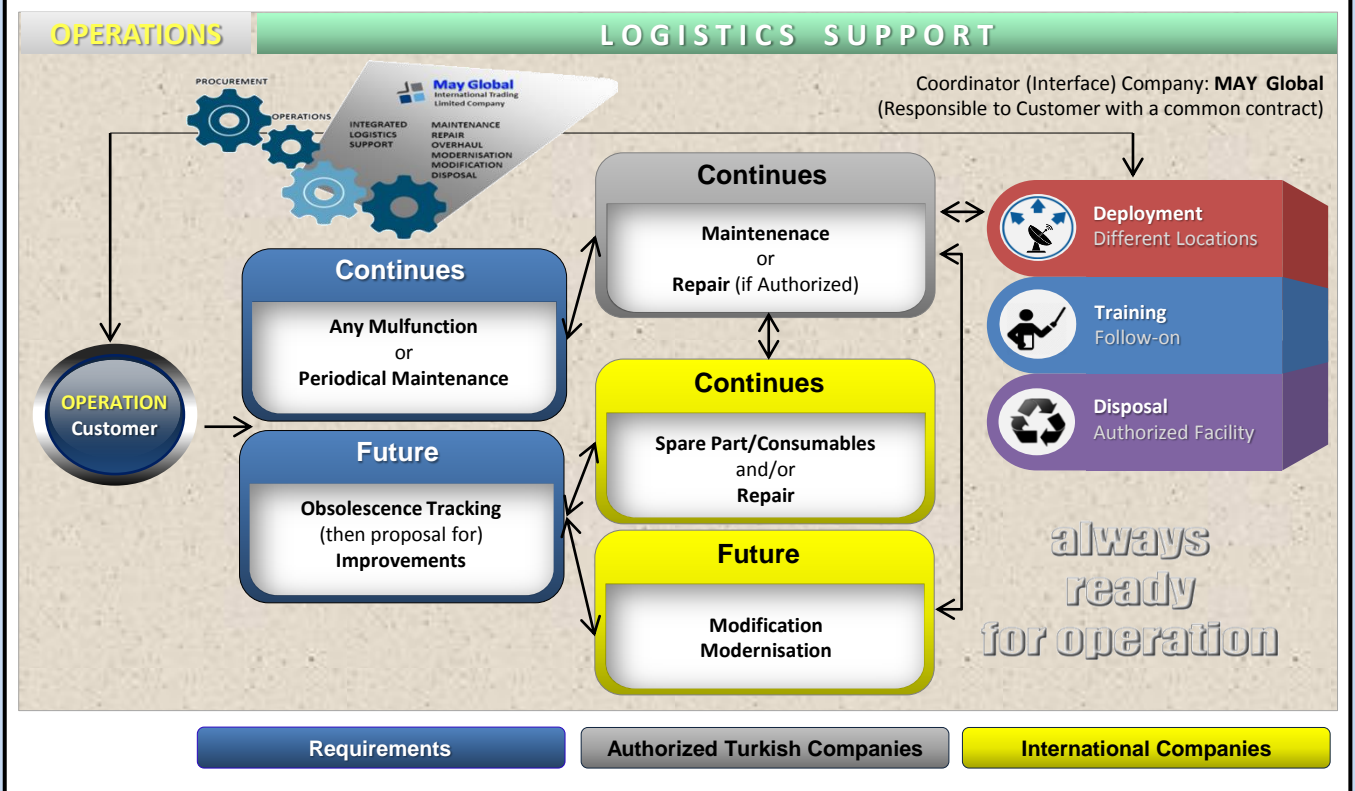 OPERATIONS
LOGISTICS SUPPORT
PROCUREMENT
OPERATIONS
May Global
International Trading
Limited Company
INTEGRATED
LOGISTICS
SUPPORT
MAINTENANCE
REPAIR
OVERHAUL
MODERNISATION
MODIFICATION
DISPOSAL
Coordinator (Interface) Company: MAY Global
(Responsible to Customer with a common contract)
Continues
Maintenenace
or
Repair (if Authorized)
Deployment
Different Locations
Training
Follow-on
Disposal
Authorized Facility
Continues
Any Mulfunction
or
Periodical Maintenance
OPERATION
Customer
Continues
Spare Part/Consumables
and/or
Repair
Future
Obsolescence Tracking
(then proposal for)
Improvements
Future
Modification
Modernisation
always
ready
for operation
Requirements
Authorized Turkish Companies
International Companies